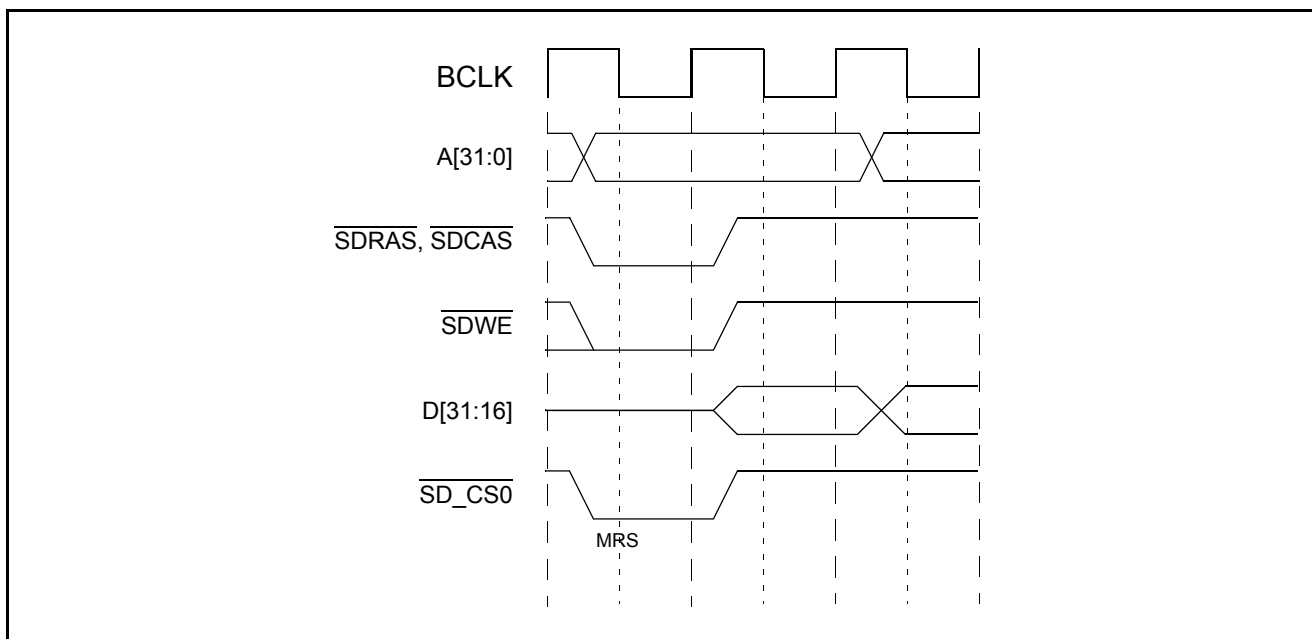 BCLK
A[31:0]
SDRAS, SDCAS
SDWE
D[31:16]
SD_CS0
MRS